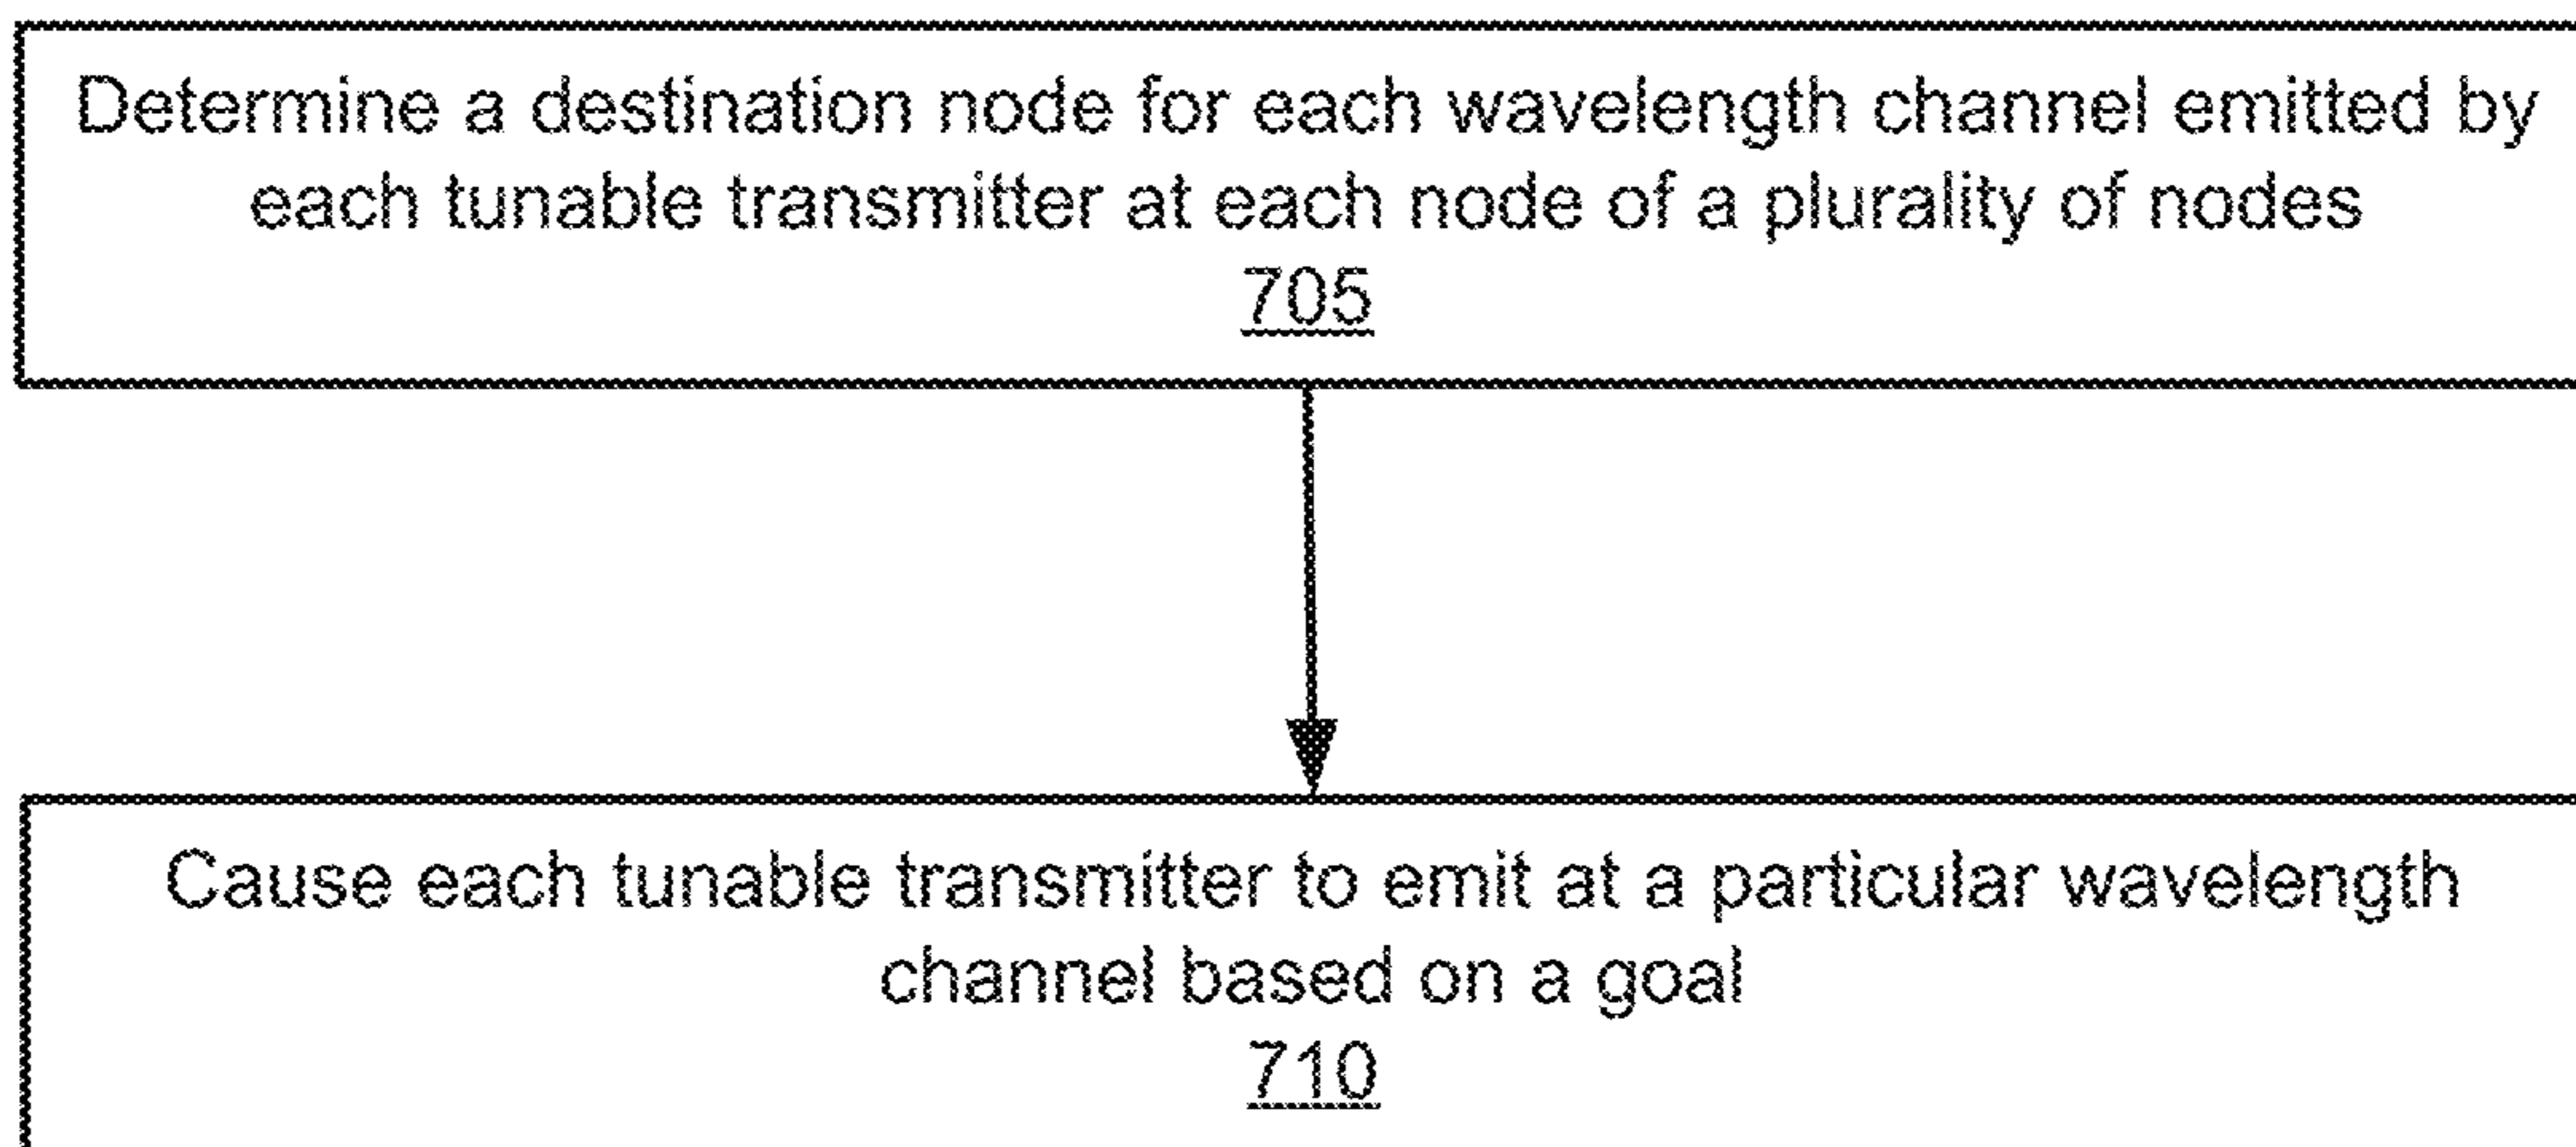 Determine a destination node for each wavelength channel emitted by
each tunable transmitter at each node of a plurality of nodes
705
Cause each tunable transmitter to emit at a particular wavelength
channel based on a goal
710